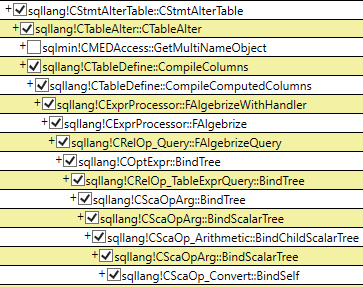 sqllang!CStmtAlterTable::CStmtAlterTable
sqllang!CTableAlter::CTableAlter
sqlmin!CMEDAccess::GetMultiNameObject
sqllang!CTableDefine::CompileColumns
sqllang!CTableDefine::CompileComputedColumns
sqllang!CExprProcessor::FAlgebrizeWithHandler
sqllang!CExprProcessor::FAlgebrize
sqllang!CRelOp_Query::FAlgebrizeQuery
sqllang!COptExpr::BindTree
sqllang!CRelOp_TableExprQuery::BindTree
sqllang!CScaOpArg::BindTree
sqllang!CScaOpArg::BindScalarTree
sqllang!CScaOp_Arithmetic::BindChildScalarTree
sqllang!CScaOpArg::BindScalarTree
sqllang!CScaOp_Convert::BindSelf